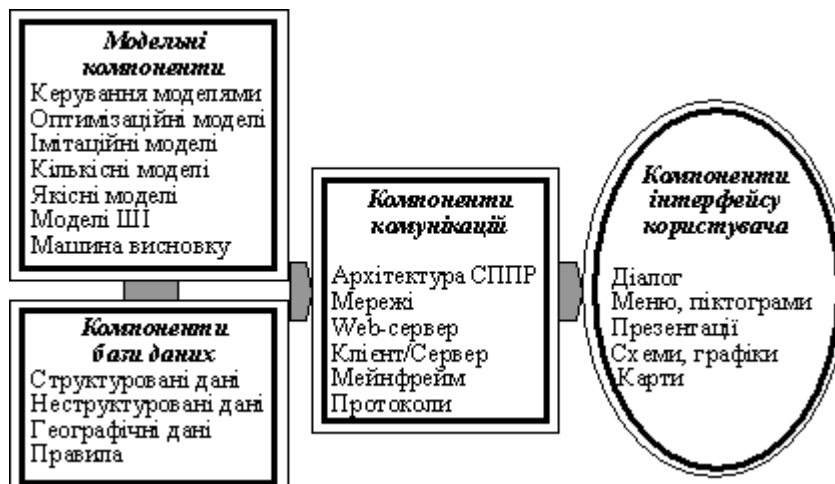 Модельні
компоненти
Керування моделями
Оптимізаційні моделі
Імітаційні моделі
Кількісні моделі
Якісні моделі
Моделі ШІ
Машина висновку
Компоненти
бази даних
Структуровані дані
Неструктуровані дані
Географічні дані
Правила
Компоненти
комунікацій
Архітектура СППР
Мережі
Web-сервер
Клієнт/Сервер
Мейнфрейм
Протоколи
Компоненти
інтерфейсу
користувача
Діалог
Меню, піктограми
Презентації
Схеми, графіки
Карти